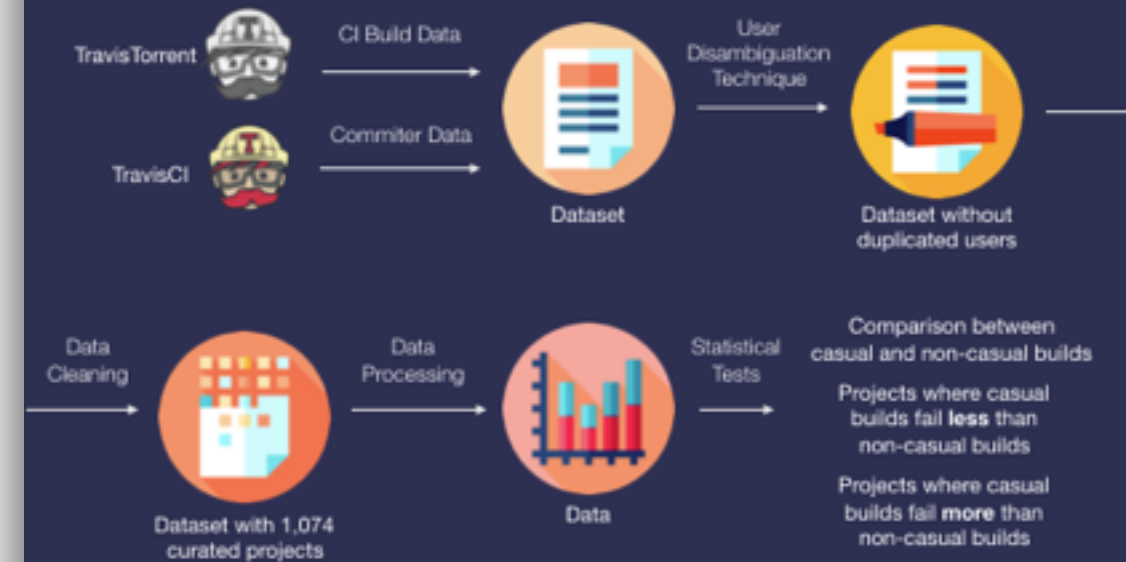 TravisTorrent
CI Build Data
User
Disambiguation
Technique
TravisCI
Commiter Data
Dataset
Dataset without
duplicated users
Data
Cleaning
Dataset with 1,074
curated projects
Data
Processing
Data
Statistical
Tests
Comparison between
casual and non-casual builds
Projects where casual
builds fail less than
non-casual builds
Projects where casual
builds fail more than
non-casual builds